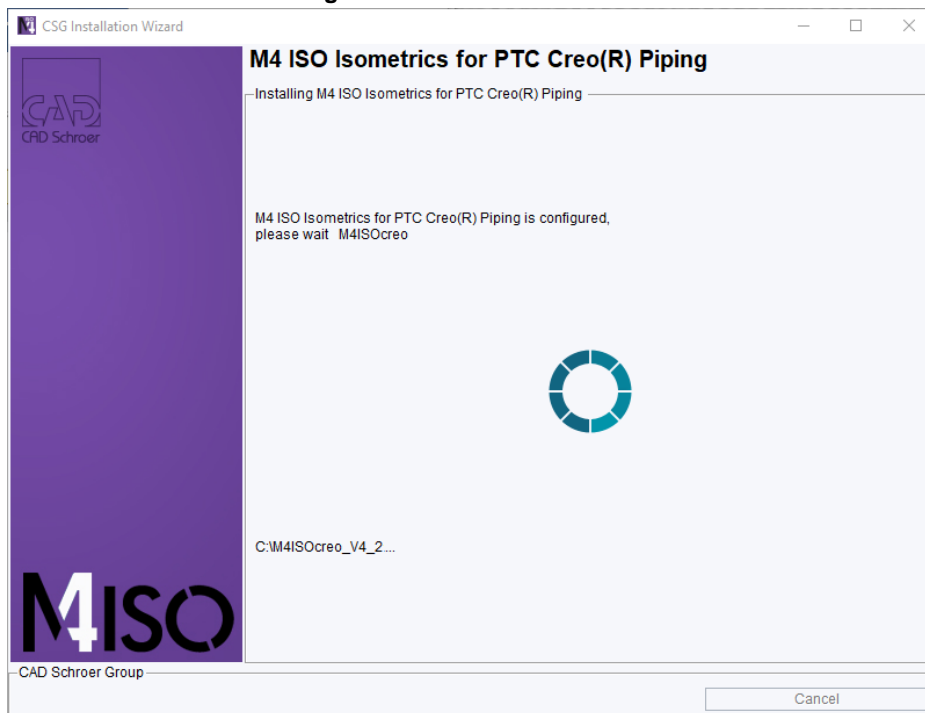 CSG Installation Wizard
M4 ISO Isometrics for PTC Creo(R) Piping
Installing M4 ISO Isometrics for PTC Creo(R) Piping
CAD
CAD Schroer
M4 ISO Isometrics for PTC Creo(R) Piping is configured,
please wait M4ISOcreo
C:\M4ISOcreo_V4_2...
M4ISO
CAD Schroer Group
Cancel